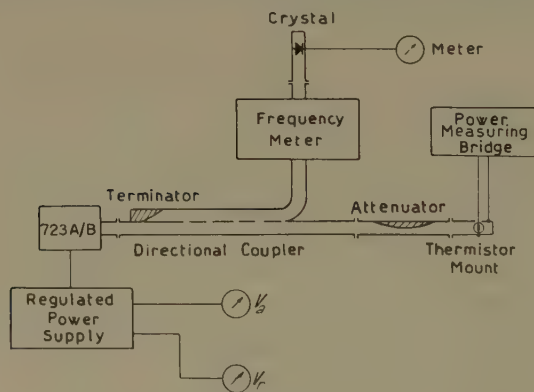 Crystal
Meter
Frequency
Meter
Power
Measuring
Bridge
Terminator
Attenuator
723A/B
Directional Coupler
Thermistor
Mount
Regulated
Power
Supply
Va
Vr